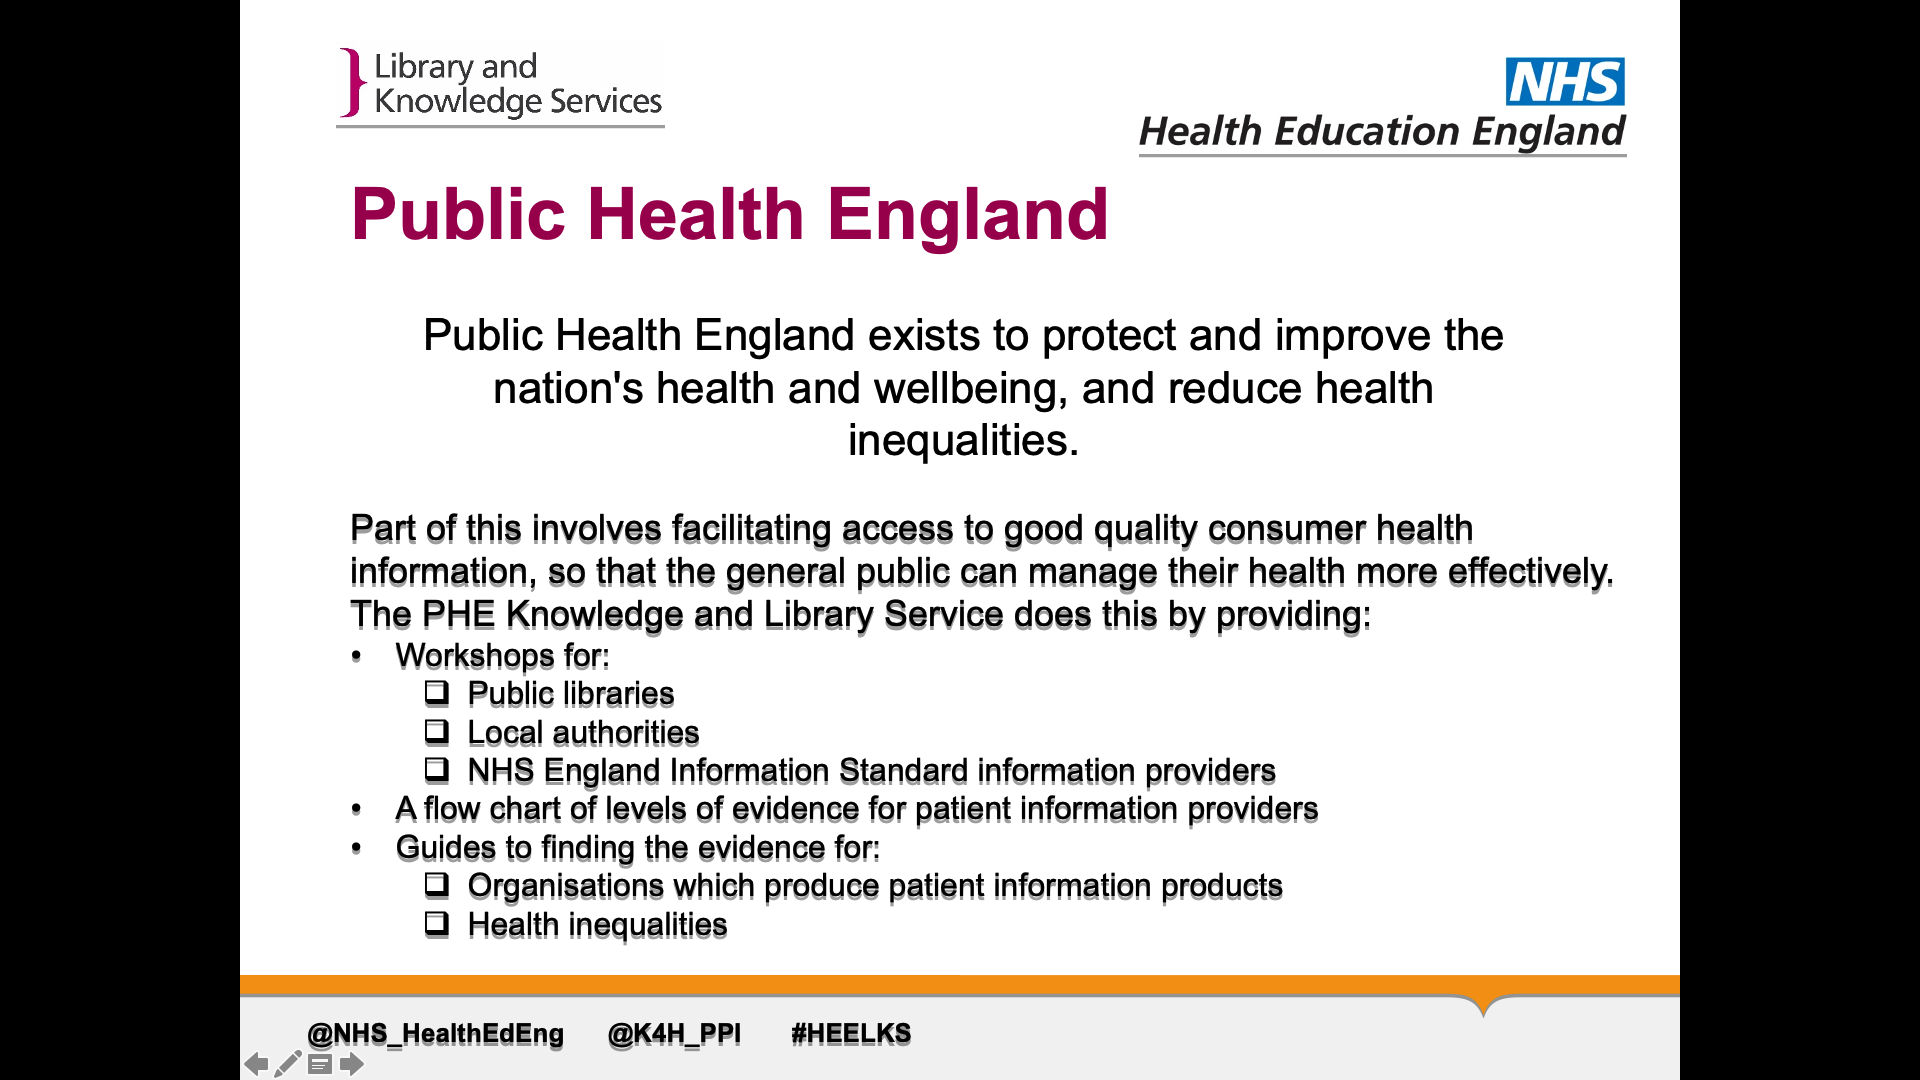 Library and
Knowledge Services
NHS
Health Education England
Public Health England
Public Health England exists to protect and improve the
nation's health and wellbeing, and reduce health
inequalities.
Part of this involves facilitating access to good quality consumer health
information, so that the general public can manage their health more effectively.
The PHE Knowledge and Library Service does this by providing:
• Workshops for:
❑ Public libraries
❑ Local authorities
❑ NHS England Information Standard information providers
• A flow chart of levels of evidence for patient information providers
• Guides to finding the evidence for:
❑ Organisations which produce patient information products
❑ Health inequalities
@NHS_HealthEdEng @K4H_PPI #HEELKS